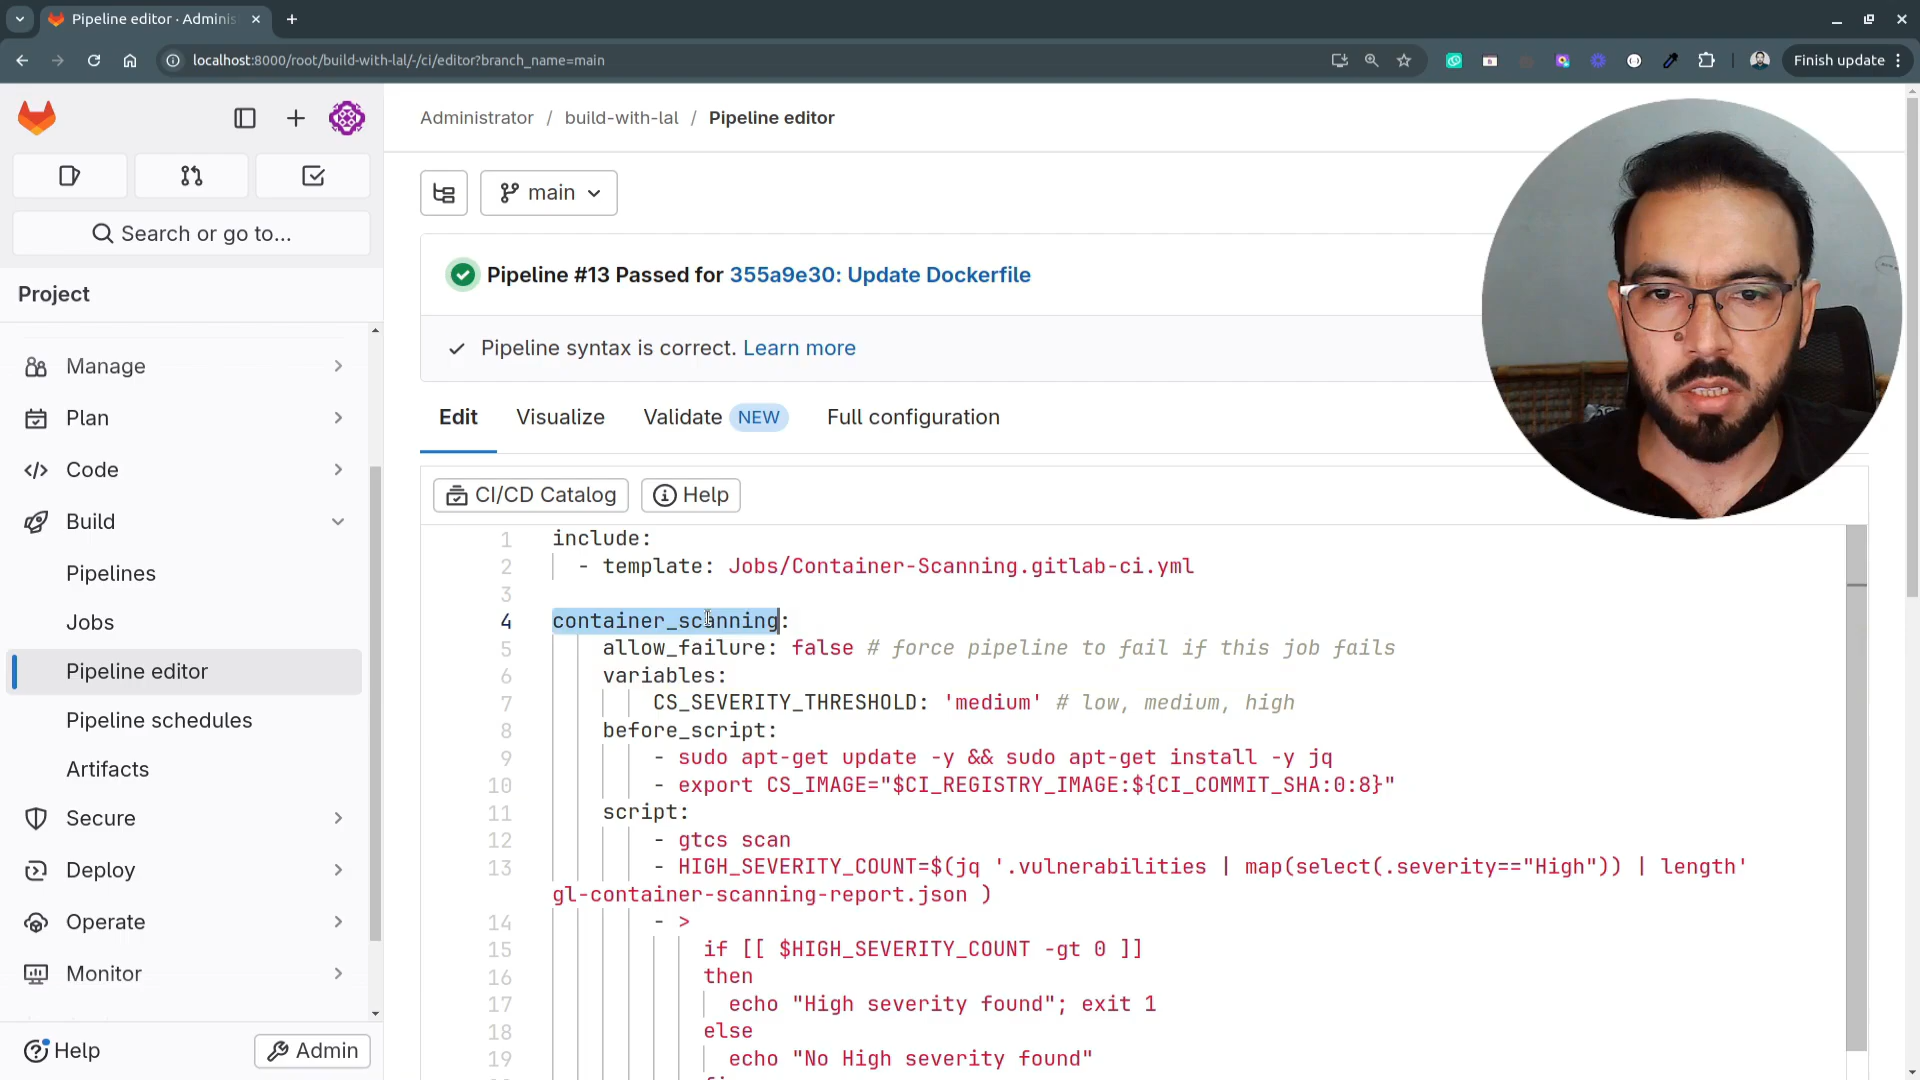 Pipeline editor · Adminis
localhost:8000/root/build-with-lal/-/ci/editor?branch_name=main
Finish update
Administrator / build-with-lal / Pipeline editor
main
Search or go to...
Pipeline #13 Passed for 355a9e30: Update Dockerfile
Project
Pipeline syntax is correct. Learn more
Manage
Plan
Code
Build
Pipelines
Jobs
Pipeline editor
Pipeline schedules
Artifacts
Secure
Deploy
Operate
Monitor
Help
Admin
Edit Visualize Validate NEW Full configuration
CI/CD Catalog Help
1 include:
2 - template: Jobs/Container-Scanning.gitlab-ci.yml
3
4 container_scanning:
5 allow_failure: false # force pipeline to fail if this job fails
6 variables:
7 CS_SEVERITY_THRESHOLD: 'medium' # low, medium, high
8 before_script:
9 - sudo apt-get update -y && sudo apt-get install -y jq
10 - export CS_IMAGE="$CI_REGISTRY_IMAGE:${CI_COMMIT_SHA:0:8}"
11 script:
12 - gtcs scan
13 - HIGH_SEVERITY_COUNT=$(jq '.vulnerabilities | map(select(.severity=="High")) | length'
gl-container-scanning-report.json )
14 - >
15 if [[ $HIGH_SEVERITY_COUNT -gt 0 ]]
16 then
17 echo "High severity found"; exit 1
18 else
19 echo "No High severity found"